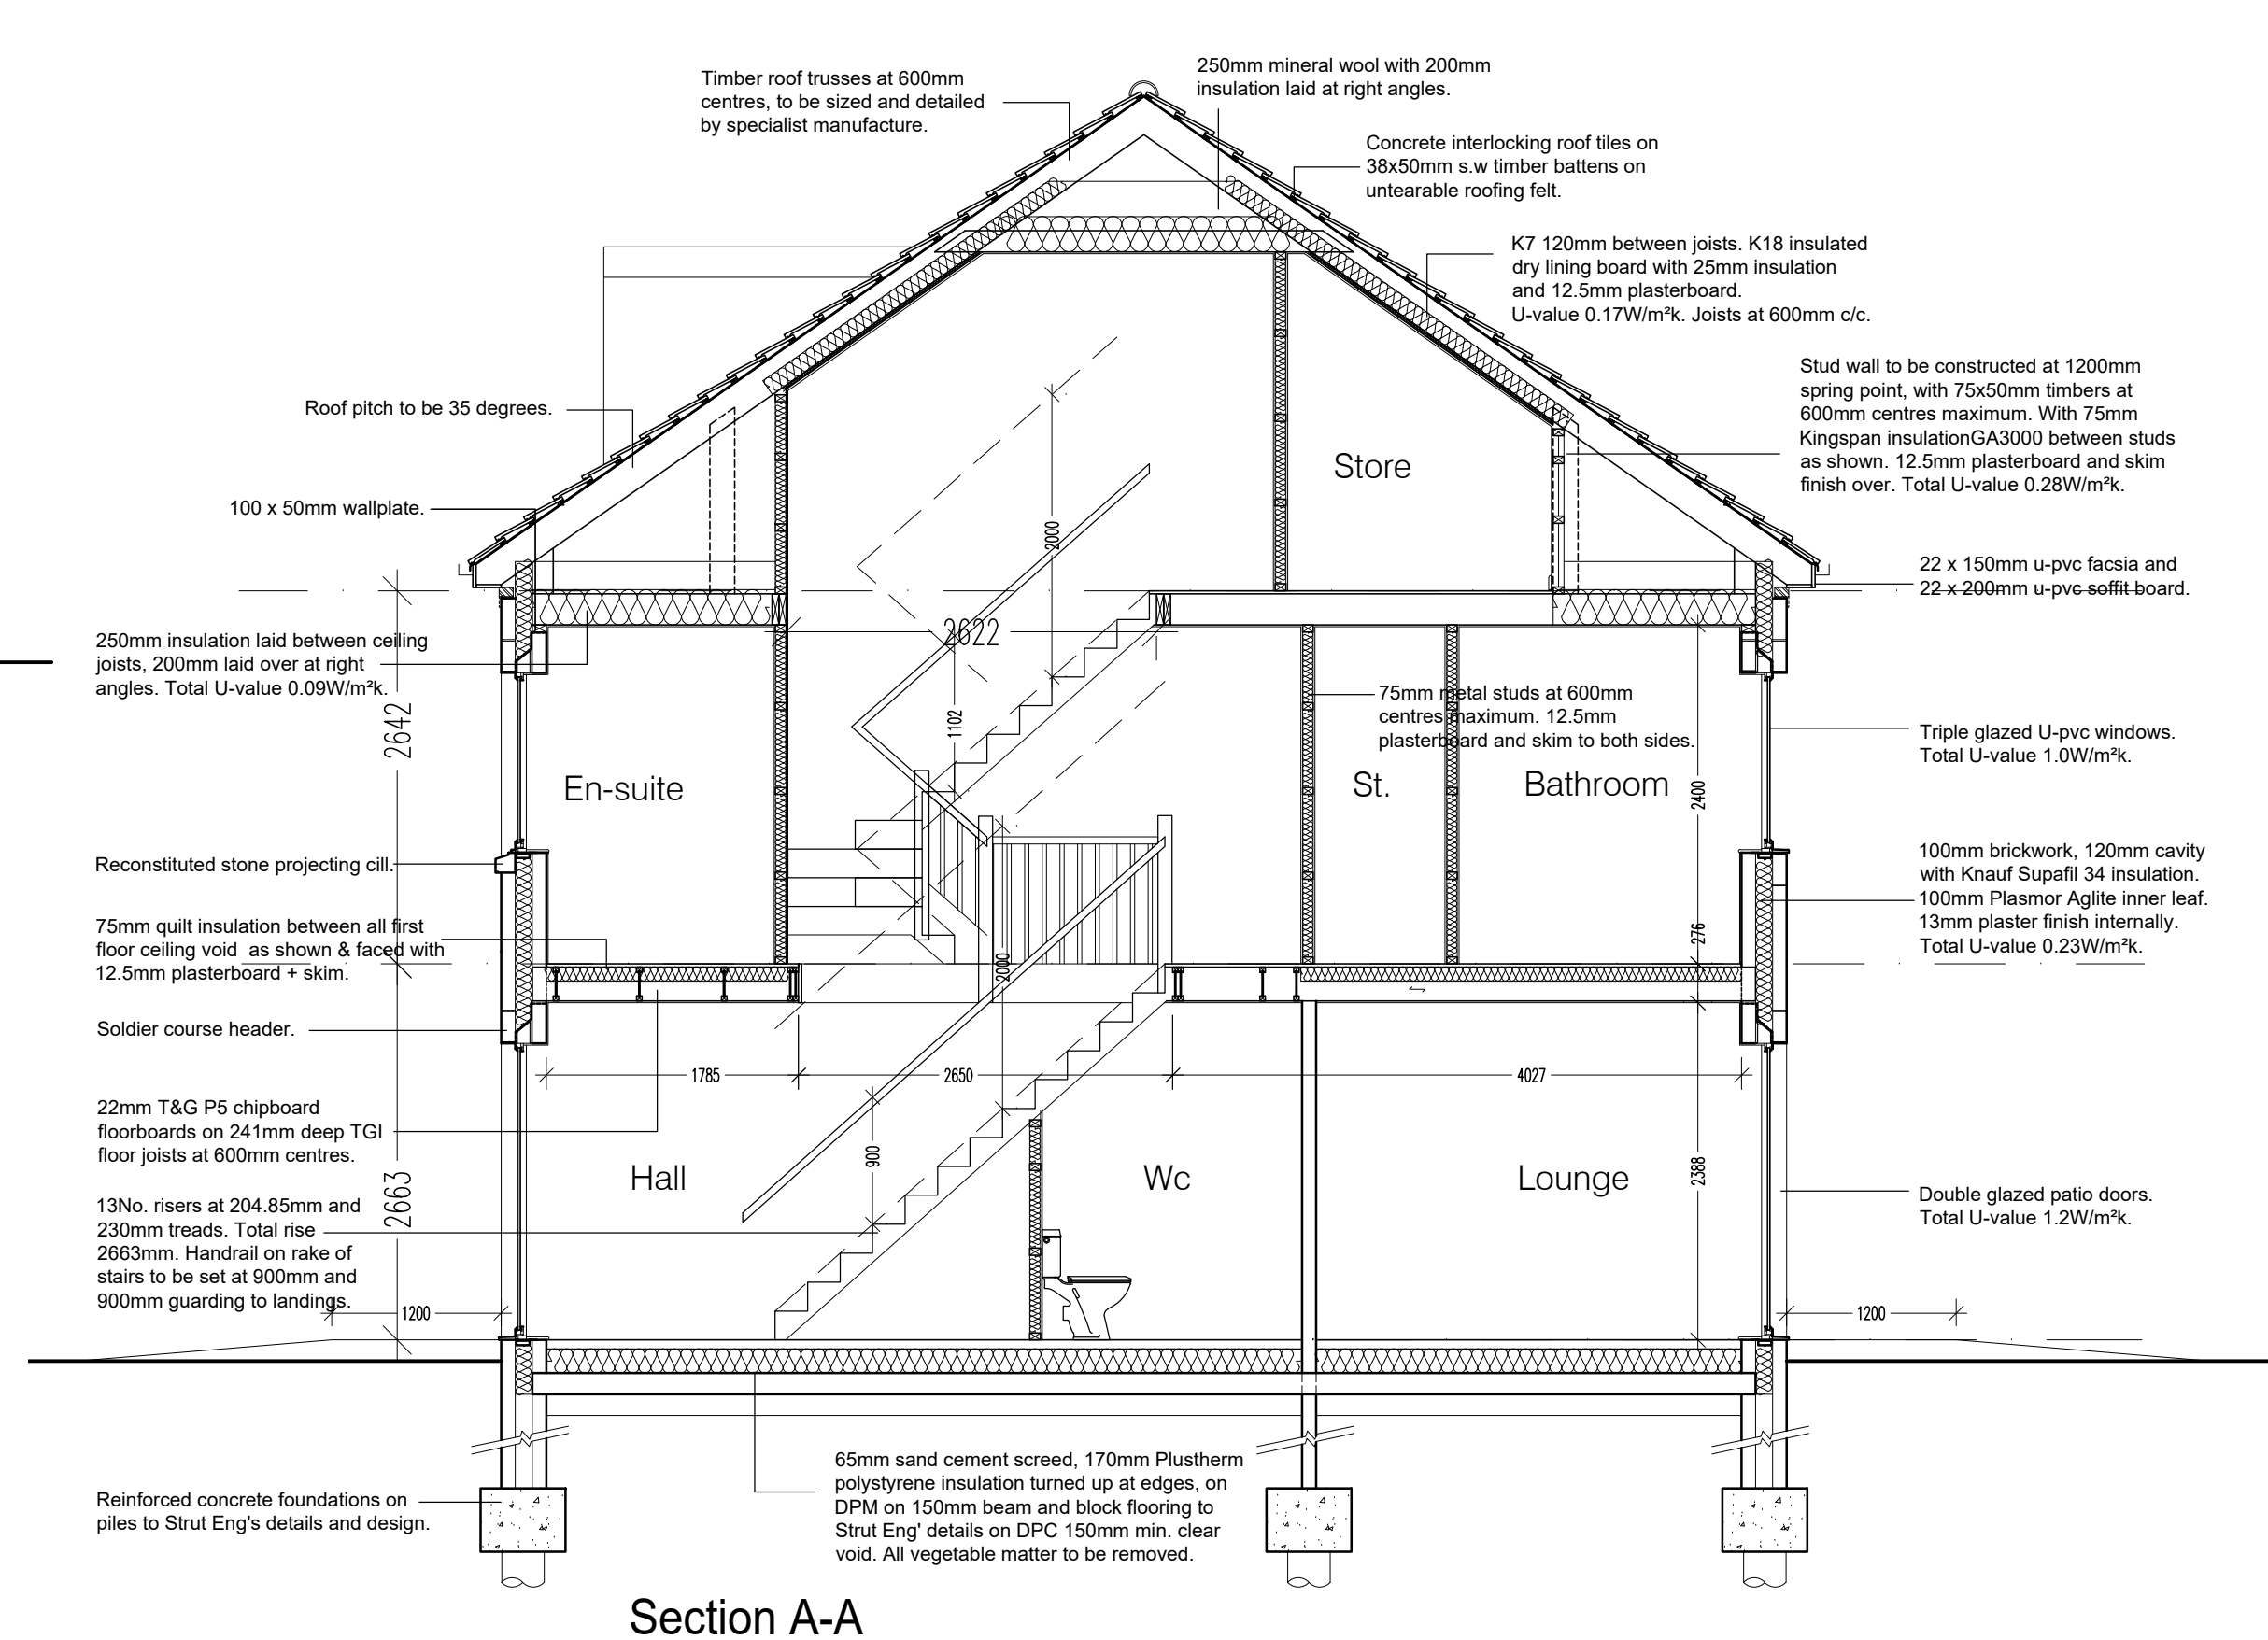 Timber roof trusses at 600mm
centres, to be sized and detailed
by specialist manufacture.
250mm mineral wool with 200mm
insulation laid at right angles.
Concrete interlocking roof tiles on
38x50mm s.w timber battens on
untearable roofing felt.
K7 120mm between joists. K18 insulated
dry lining board with 25mm insulation
and 12.5mm plasterboard.
U-value 0.17W/m²k. Joists at 600mm c/c.
Stud wall to be constructed at 1200mm
spring point, with 75x50mm timbers at
600mm centres maximum. With 75mm
Kingspan insulationGA3000 between studs
as shown. 12.5mm plasterboard and skim
finish over. Total U-value 0.28W/m²k.
Roof pitch to be 35 degrees.
Store
100 x 50mm wallplate.
2000
22 x 150mm u-pvc facsia and
22 x 200mm u-pvc soffit board.
250mm insulation laid between ceiling
joists, 200mm laid over at right
angles. Total U-value 0.09W/m²k.
2622
2642
1102
75mm metal studs at 600mm
centres maximum. 12.5mm
plasterboard and skim to both sides.
Triple glazed U-pvc windows.
Total U-value 1.0W/m²k.
En-suite
St.
Bathroom
2400
Reconstituted stone projecting cill.
100mm brickwork, 120mm cavity
with Knauf Supafil 34 insulation.
100mm Plasmor Aglite inner leaf.
13mm plaster finish internally.
Total U-value 0.23W/m²k.
75mm quilt insulation between all first
floor ceiling void as shown & faced with
12.5mm plasterboard + skim.
276
2000
Soldier course header.
1785
2650
4027
22mm T&G P5 chipboard
floorboards on 241mm deep TGI
floor joists at 600mm centres.
900
Hall
Wc
Lounge
2388
2663
13No. risers at 204.85mm and
230mm treads. Total rise
2663mm. Handrail on rake of
stairs to be set at 900mm and
900mm guarding to landings.
Double glazed patio doors.
Total U-value 1.2W/m²k.
1200
1200
65mm sand cement screed, 170mm Plustherm
polystyrene insulation turned up at edges, on
DPM on 150mm beam and block flooring to
Strut Eng' details on DPC 150mm min. clear
void. All vegetable matter to be removed.
Reinforced concrete foundations on
piles to Strut Eng's details and design.
Section A-A